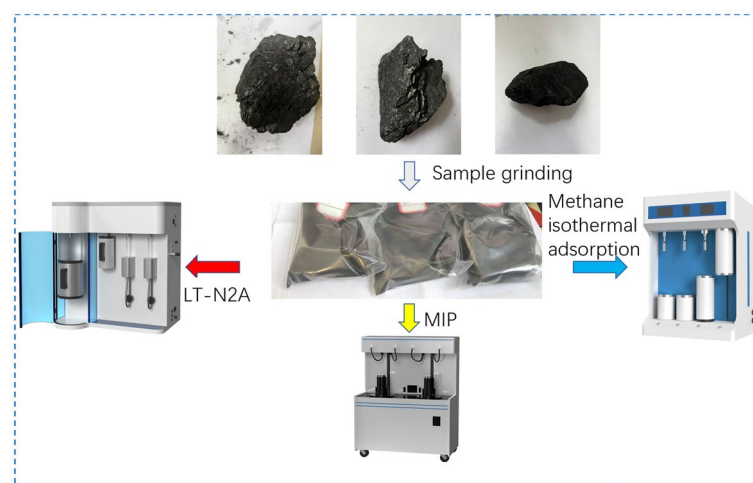 Sample grinding
Methane
isothermal
adsorption
LT-N2A
MIP